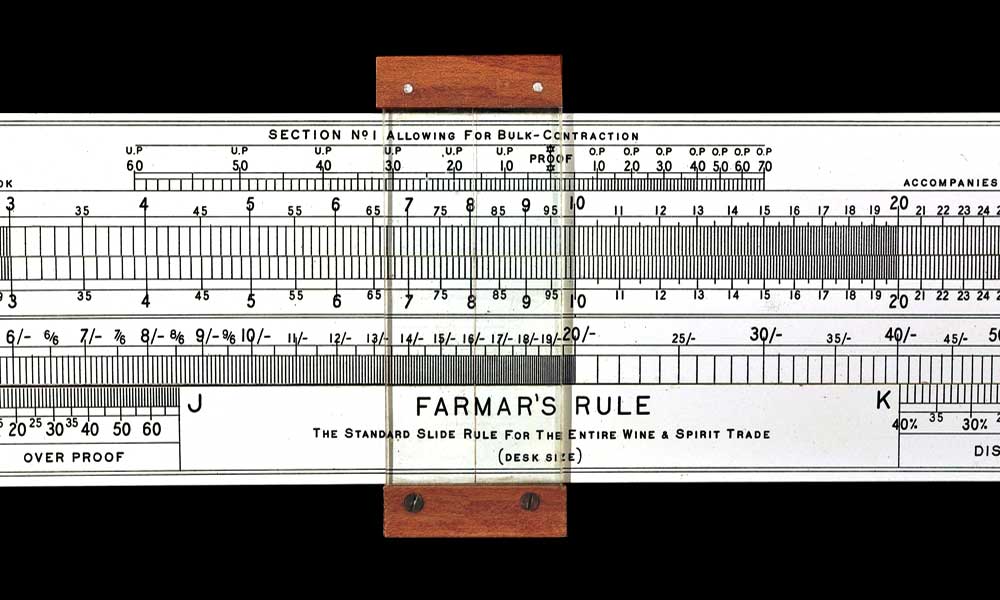 SECTION Nº 1 ALLOWING FOR BULK-CONTRACTION
U.P U.P U.P U.P U.P U.P PROOF O.P O.P O.P O.P O.P O.P O.P
60 50 40 30 20 10 10 20 30 40 50 60 70
OK ACCOMPANIES
3 35 4 45 5 55 6 65 7 75 8 85 9 95 10 11 12 13 14 15 16 17 18 19 20 21 22 23 24
3 35 4 45 5 55 6 65 7 75 8 85 9 95 10 11 12 13 14 15 16 17 18 19 20 21 22 23 24
6/- 6/6 7/- 7/6 8/- 8/6 9/- 9/6 10/- 11/- 12/- 13/- 14/- 15/- 16/- 17/- 18/- 19/- 20/- 25/- 30/- 35/- 40/- 45/- 50
J FARMAR'S RULE K
20 25 30 35 40 50 60 40% 35 30%
THE STANDARD SLIDE RULE FOR THE ENTIRE WINE & SPIRIT TRADE
OVER PROOF (DESK SIZE) DIS